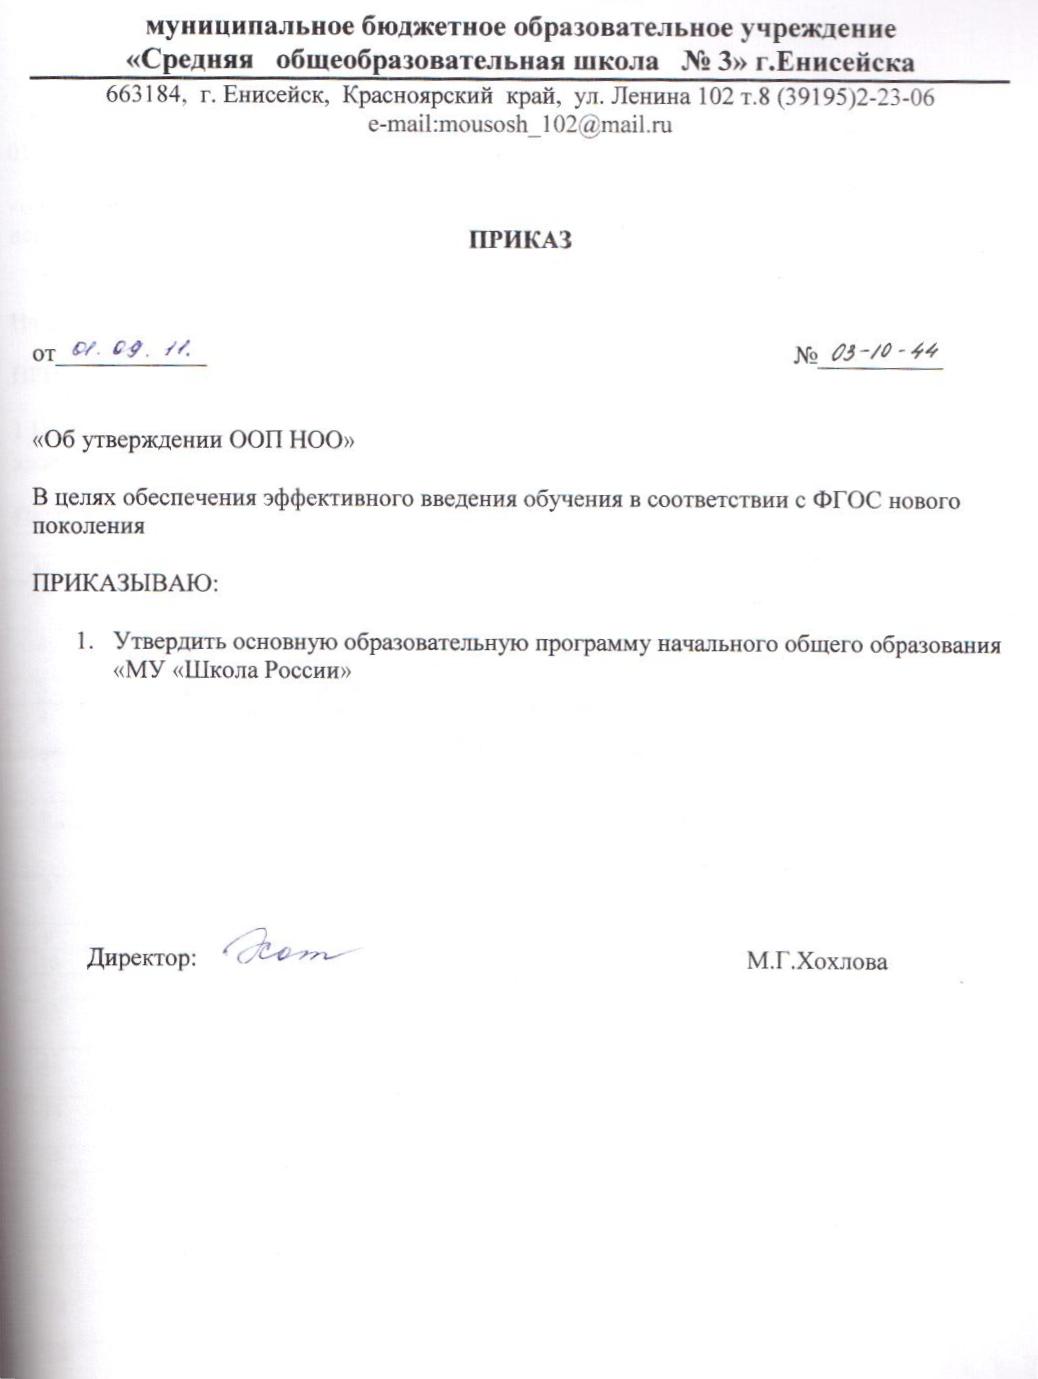 муниципальное бюджетное образовательное учреждение
«Средняя общеобразовательная школа № 3» г.Енисейска
663184, г. Енисейск, Красноярский край, ул. Ленина 102 т.8 (39195)2-23-06
e-mail:mousosh_102@mail.ru
ПРИКАЗ
от 01.09.11. № 03-10-44
«Об утверждении ООП НОО»
В целях обеспечения эффективного введения обучения в соответствии с ФГОС нового
поколения
ПРИКАЗЫВАЮ:
1. Утвердить основную образовательную программу начального общего образования
«МУ «Школа России»
Директор: М.Г.Хохлова